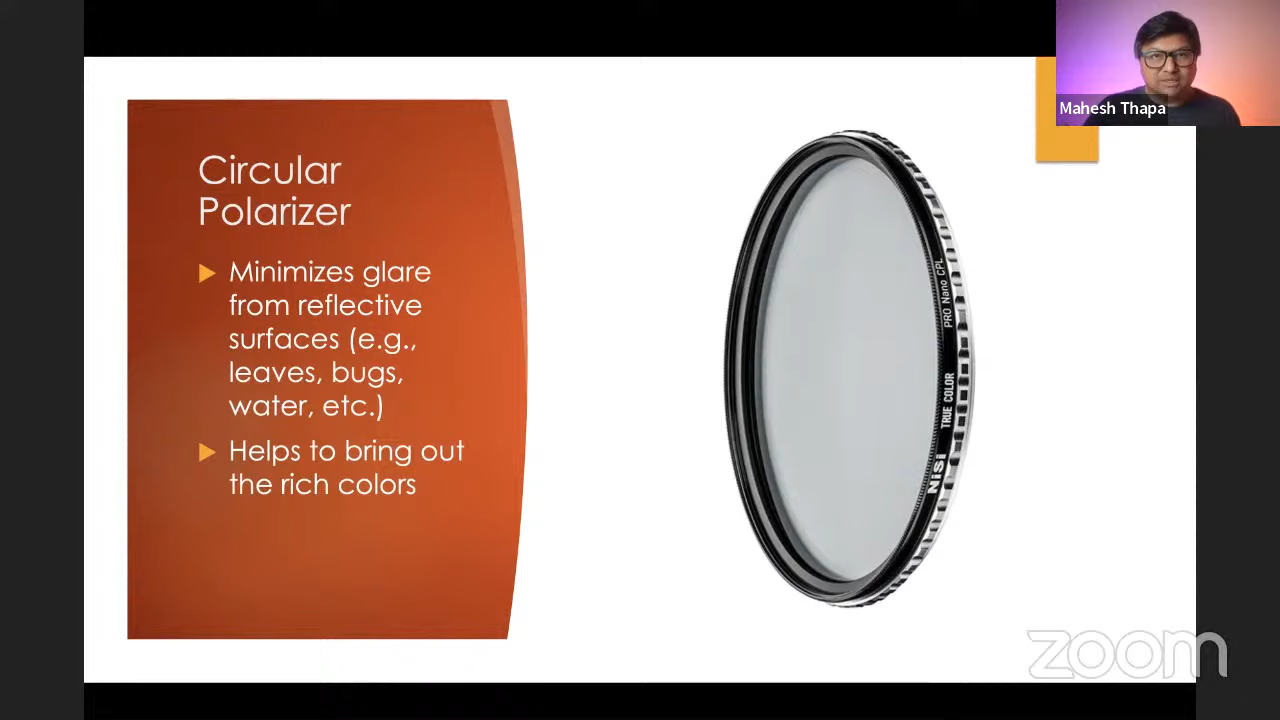 Mahesh Thapa
Circular
Polarizer
Minimizes glare
from reflective
surfaces (e.g.,
leaves, bugs,
water, etc.)
Helps to bring out
the rich colors
NiSi TRUE COLOR PRO Nano CPL
zoom